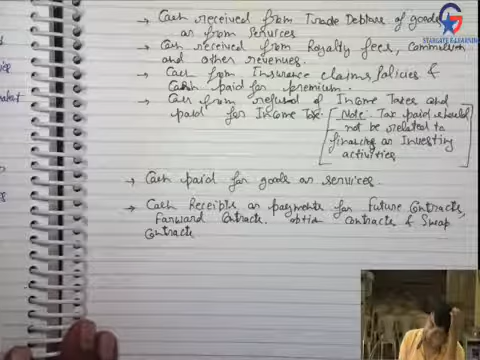 STARGATE E-LEARNING
→ Cash received from Trade Debtors of goods
or from services
→ Cash received from Royalty fees, Commission
and other revenues.
→ Cash from Insurance claims, policies &
Cash paid for premium.
→ Cash from refund of Income Taxes and
paid for Income Tax. [Note: Tax paid should
not be related to
financing or Investing
activities]
→ Cash paid for goods or services.
→ Cash Receipts or payments for Future Contracts,
Forward Contracts, option Contracts & Swap
Contracts